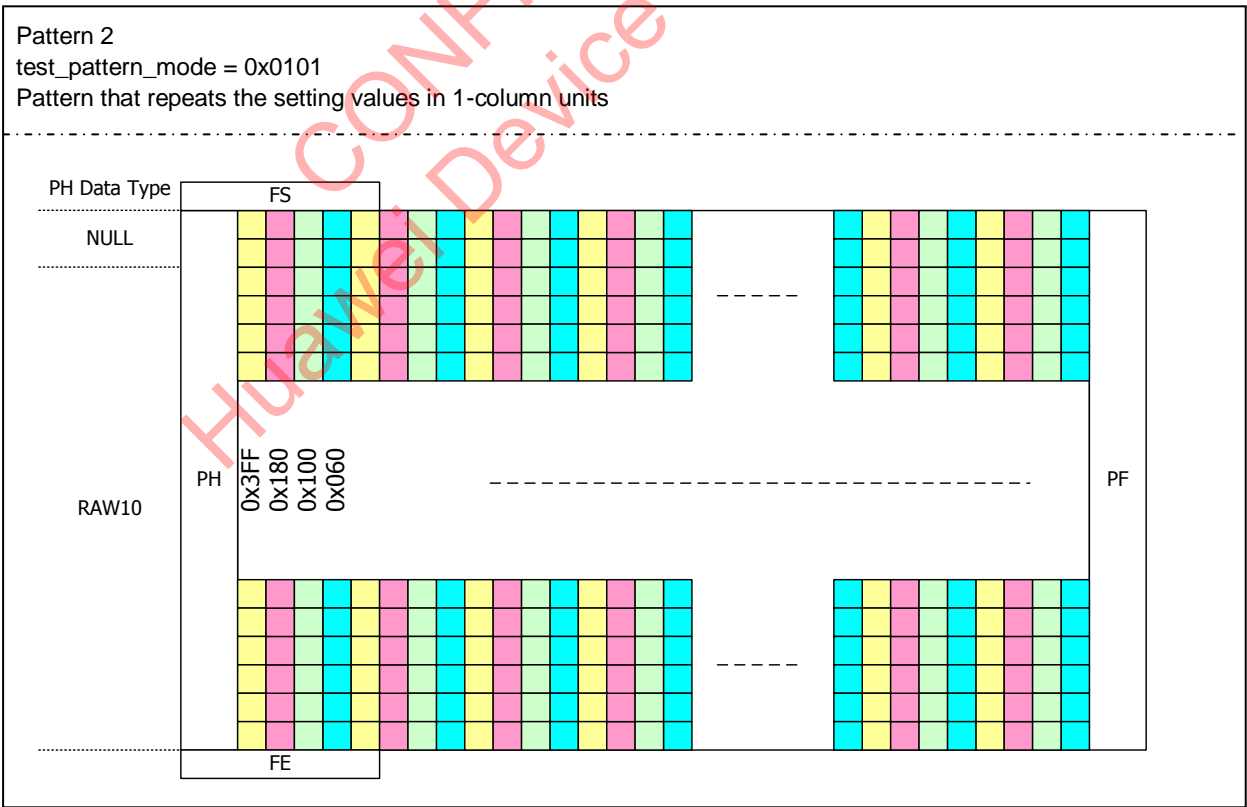 Pattern 2
test_pattern_mode = 0x0101
Pattern that repeats the setting values in 1-column units
PH Data Type
FS
NULL
RAW10
PH
0x3FF
0x180
0x100
0x060
PF
FE
Huawei Device